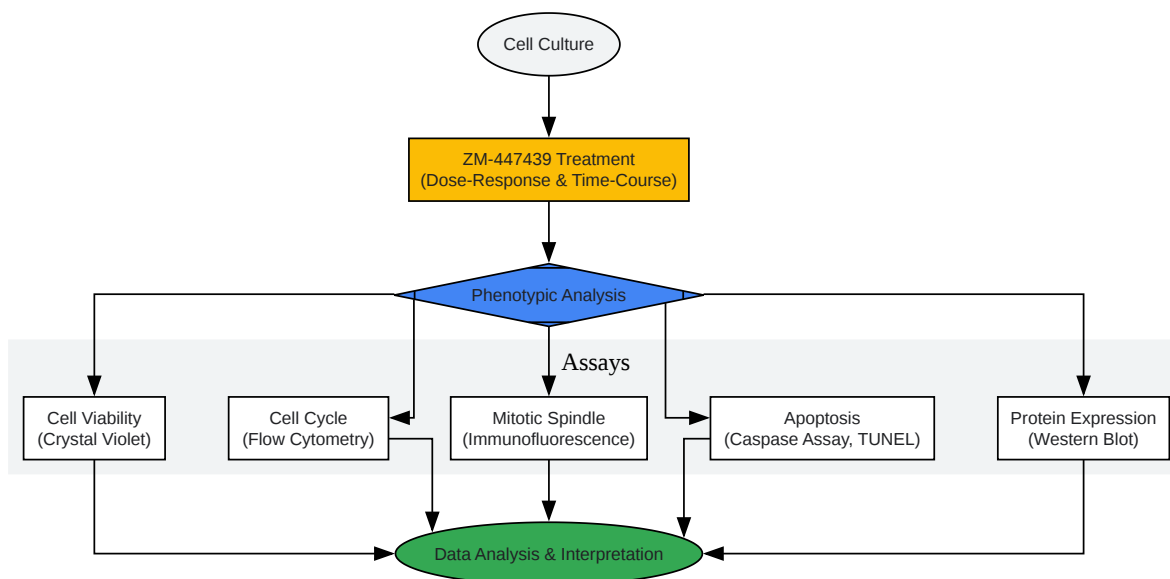 Cell Culture
ZM-447439 Treatment
(Dose-Response & Time-Course)
Phenotypic Analysis
Assays
Cell Viability
(Crystal Violet)
Cell Cycle
(Flow Cytometry)
Mitotic Spindle
(Immunofluorescence)
Apoptosis
(Caspase Assay, TUNEL)
Protein Expression
(Western Blot)
Data Analysis & Interpretation